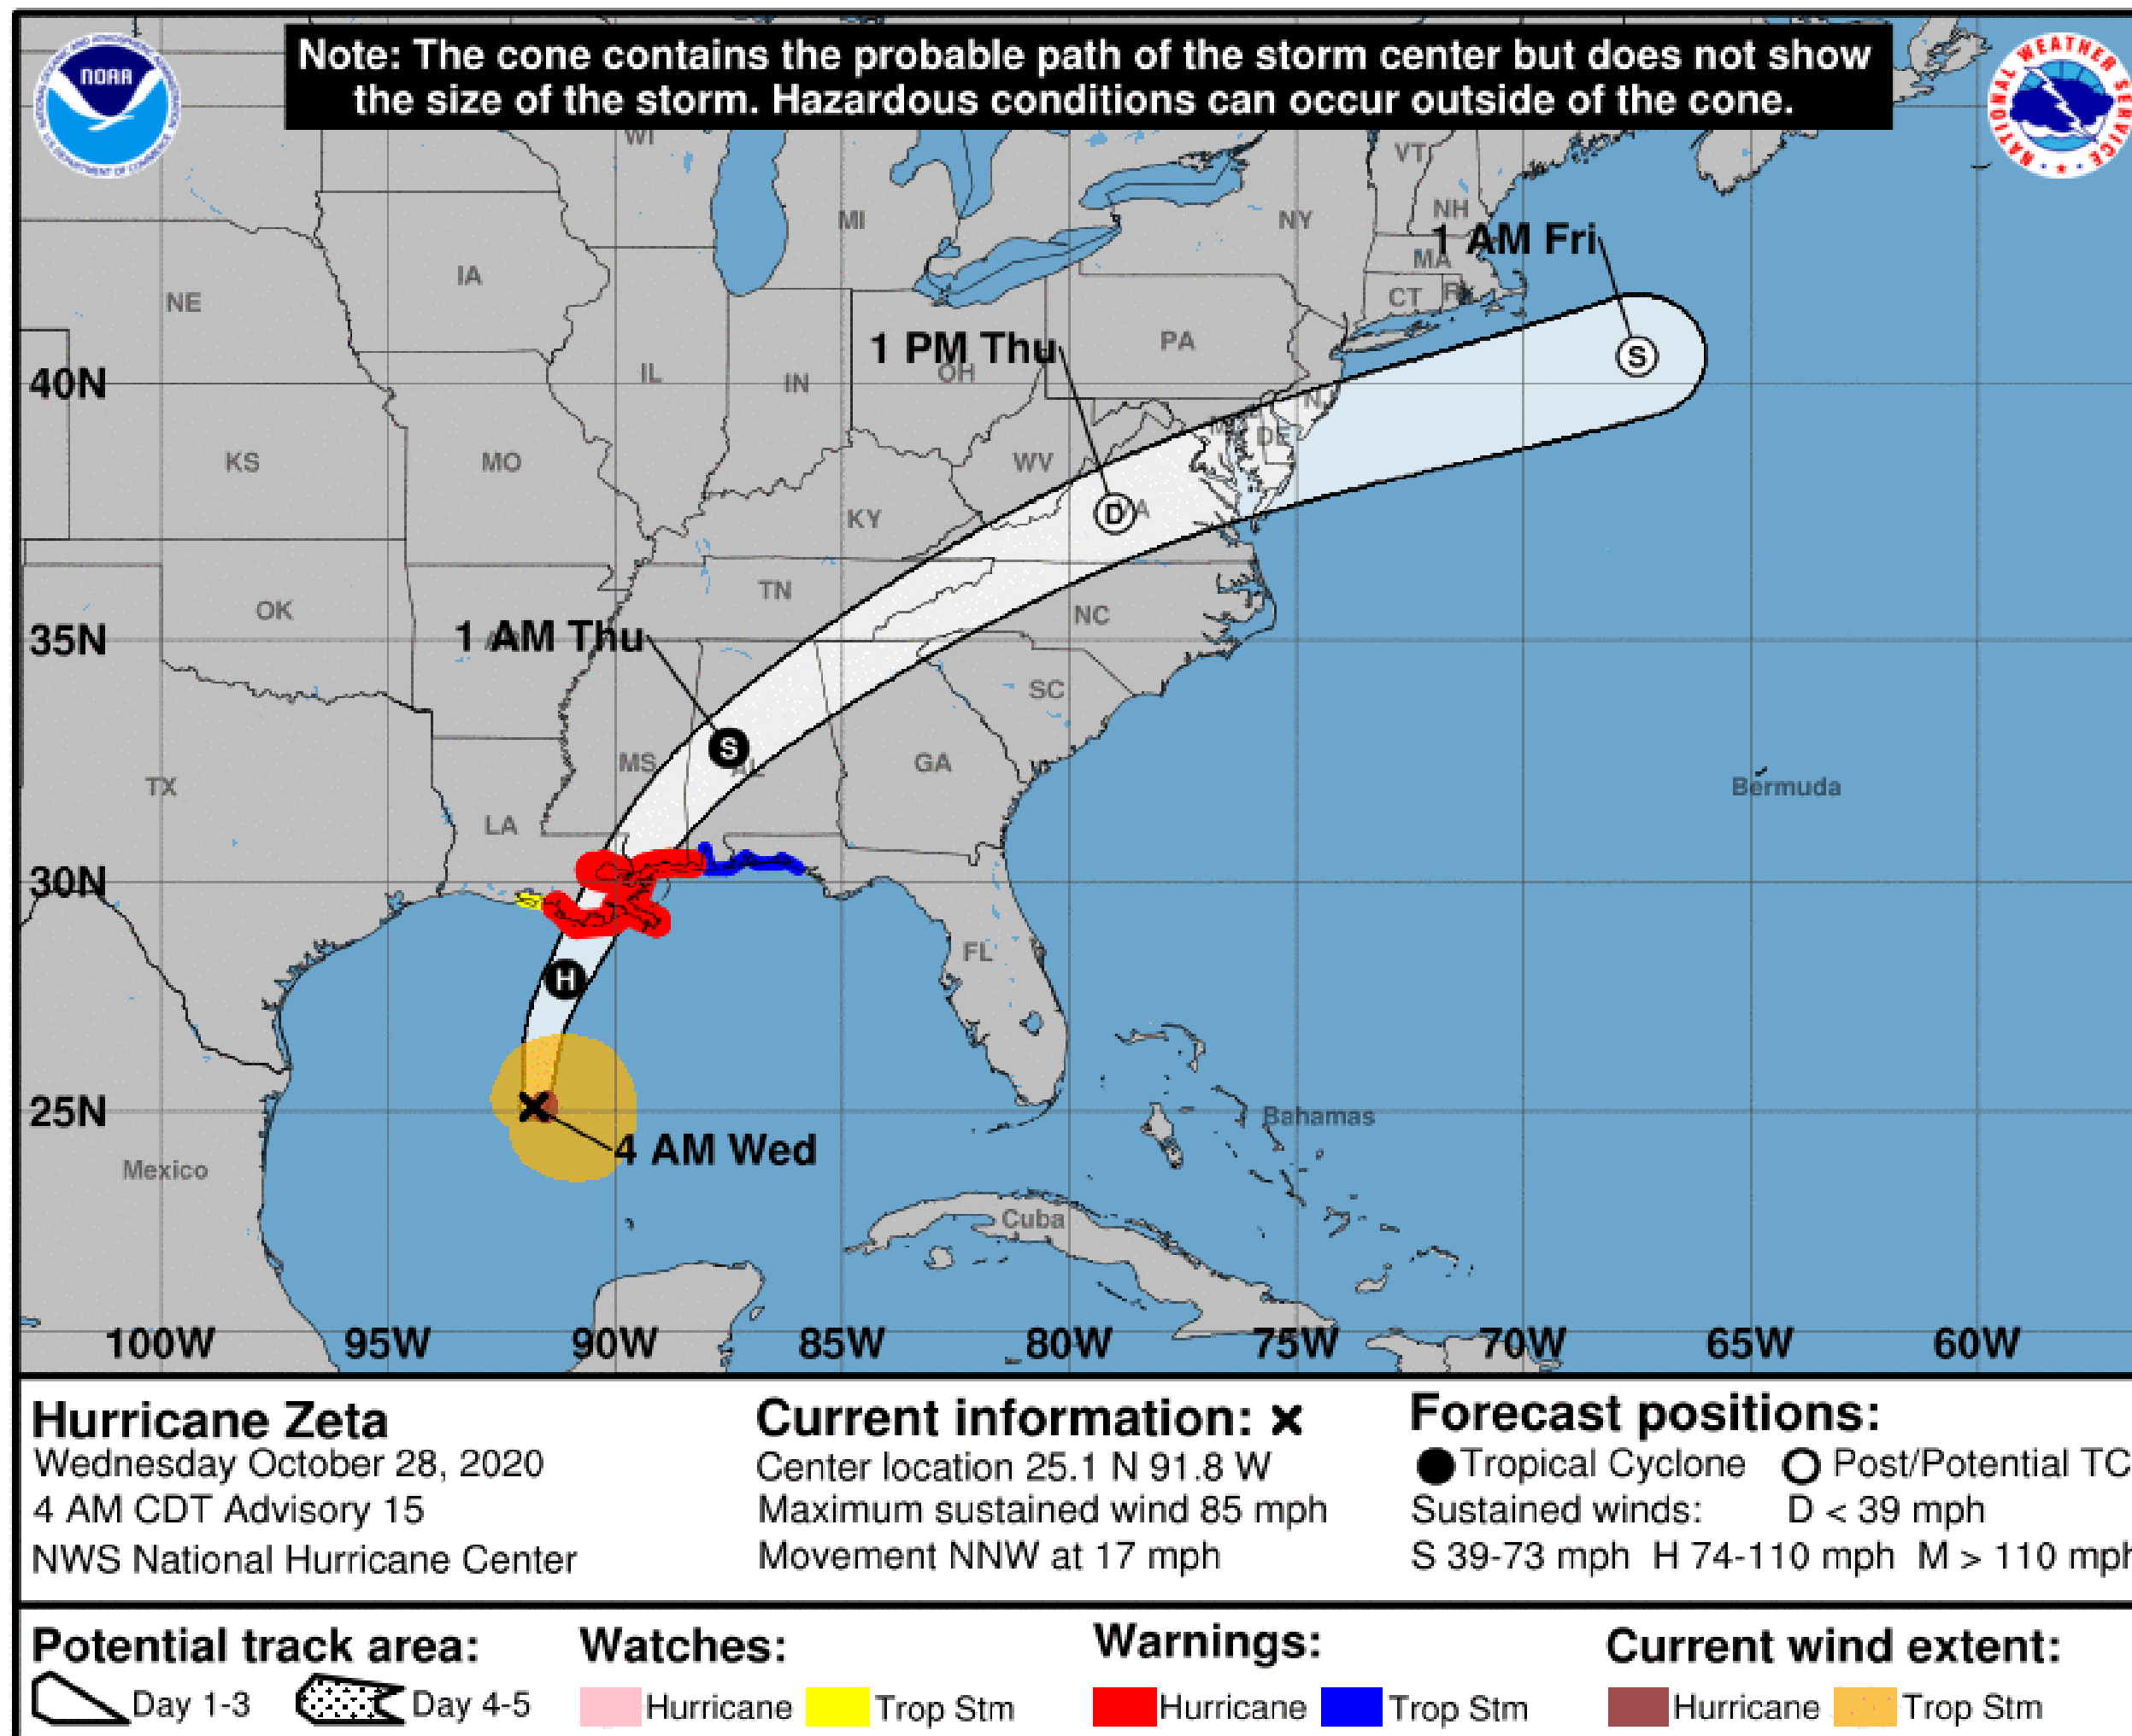 Note: The cone contains the probable path of the storm center but does not show
the size of the storm. Hazardous conditions can occur outside of the cone.
NOAA
NATIONAL WEATHER SERVICE
WI
VT
MI
NY
NH
1 AM Fri
MA
IA
CT
NE
1 PM Thu
PA
OH
S
40N
IL
IN
NJ
DE
KS
MO
WV
KY
D
VA
TN
OK
NC
35N
1 AM Thu
SC
S
MS
AL
GA
TX
Bermuda
LA
30N
FL
H
25N
Bahamas
4 AM Wed
Mexico
Cuba
100W 95W 90W 85W 80W 75W 70W 65W 60W
Hurricane Zeta
Wednesday October 28, 2020
4 AM CDT Advisory 15
NWS National Hurricane Center
Current information: ×
Center location 25.1 N 91.8 W
Maximum sustained wind 85 mph
Movement NNW at 17 mph
Forecast positions:
Tropical Cyclone Post/Potential TC
Sustained winds: D < 39 mph
S 39-73 mph H 74-110 mph M > 110 mph
Potential track area:
Day 1-3 Day 4-5
Watches:
Hurricane Trop Stm
Warnings:
Hurricane Trop Stm
Current wind extent:
Hurricane Trop Stm